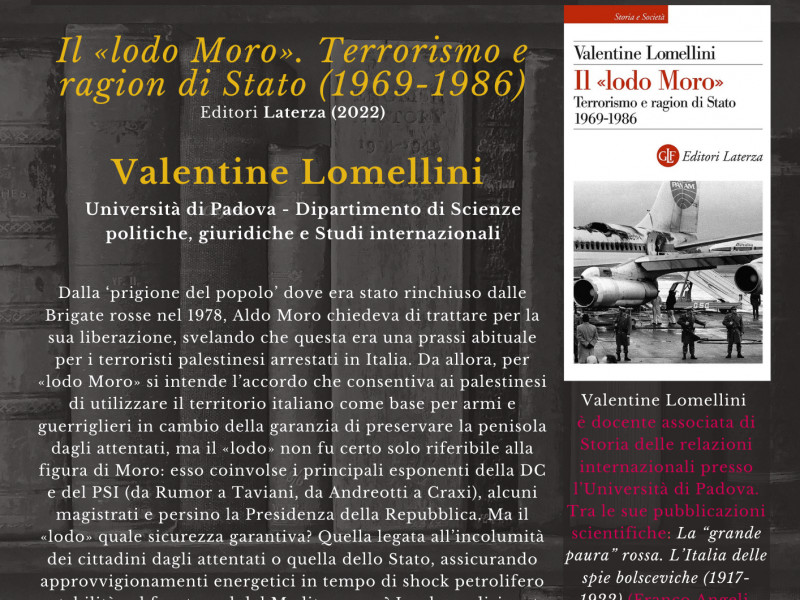 Il «lodo Moro». Terrorismo e
ragion di Stato (1969-1986)
Editori Laterza (2022)
Valentine Lomellini
Università di Padova - Dipartimento di Scienze
politiche, giuridiche e Studi internazionali
Dalla ‘prigione del popolo’ dove era stato rinchiuso dalle
Brigate rosse nel 1978, Aldo Moro chiedeva di trattare per la
sua liberazione, svelando che questa era una prassi abituale
per i terroristi palestinesi arrestati in Italia. Da allora, per
«lodo Moro» si intende l’accordo che consentiva ai palestinesi
di utilizzare il territorio italiano come base per armi e
guerriglieri in cambio della garanzia di preservare la penisola
dagli attentati, ma il «lodo» non fu certo solo riferibile alla
figura di Moro: esso coinvolse i principali esponenti della DC
e del PSI (da Rumor a Taviani, da Andreotti a Craxi), alcuni
magistrati e persino la Presidenza della Repubblica. Ma il
«lodo» quale sicurezza garantiva? Quella legata all’incolumità
dei cittadini dagli attentati o quella dello Stato, assicurando
approvvigionamenti energetici in tempo di shock petrolifero
Storia e Società
Valentine Lomellini
Il «lodo Moro»
Terrorismo e ragion di Stato
1969-1986
GLF Editori Laterza
PAN AM
Valentine Lomellini
è docente associata di
Storia delle relazioni
internazionali presso
l’Università di Padova.
Tra le sue pubblicazioni
scientifiche: La “grande
paura” rossa. L’Italia delle
spie bolsceviche (1917-
1922) (Franco Angeli